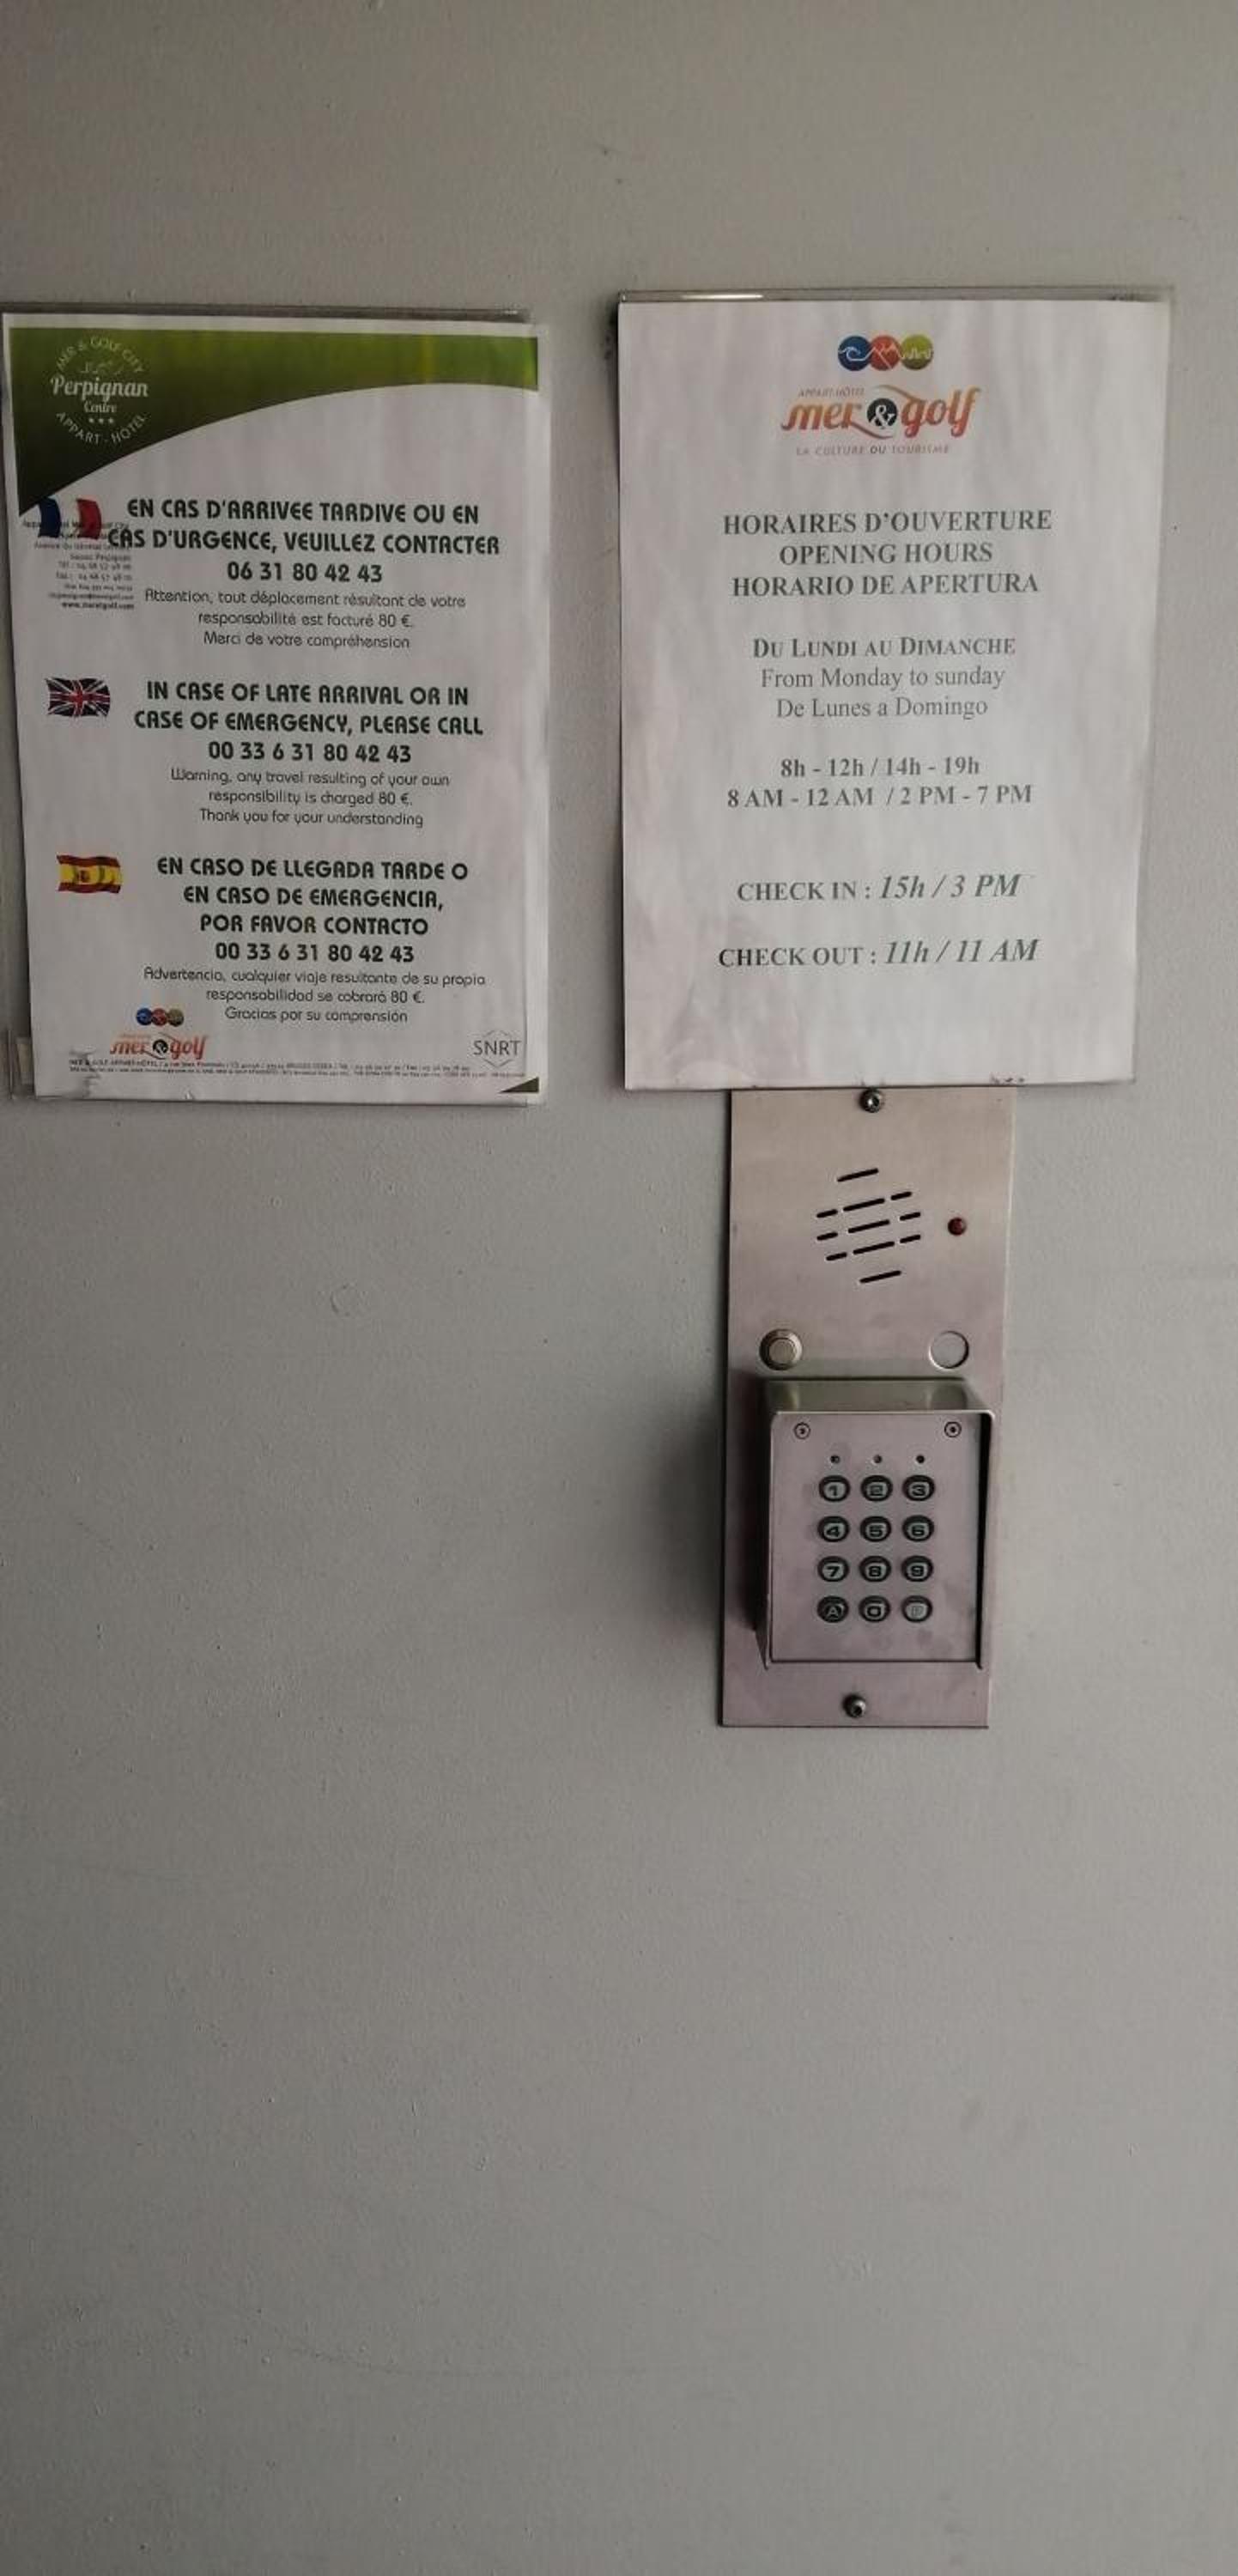 MER & GOLF CITY
Perpignan
Centre
APPART - HOTEL
EN CAS D'ARRIVEE TARDIVE OU EN
CAS D'URGENCE, VEUILLEZ CONTACTER
06 31 80 42 43
Attention, tout déplacement résultant de votre
responsabilité est facturé 80 €.
Merci de votre compréhension
www.meretgolf.com
IN CASE OF LATE ARRIVAL OR IN
CASE OF EMERGENCY, PLEASE CALL
00 33 6 31 80 42 43
Warning, any travel resulting of your own
responsibility is charged 80 €.
Thank you for your understanding
EN CASO DE LLEGADA TARDE O
EN CASO DE EMERGENCIA,
POR FAVOR CONTACTO
00 33 6 31 80 42 43
Advertencia, cualquier viaje resultante de su propia
responsabilidad se cobrará 80 €.
Gracias por su comprensión
mer & golf
SNRT
APPART-HÔTEL
mer & golf
LA CULTURE DU TOURISME
HORAIRES D'OUVERTURE
OPENING HOURS
HORARIO DE APERTURA
DU LUNDI AU DIMANCHE
From Monday to sunday
De Lunes a Domingo
8h - 12h / 14h - 19h
8 AM - 12 AM / 2 PM - 7 PM
CHECK IN : 15h / 3 PM
CHECK OUT : 11h / 11 AM
1 2 3
4 5 6
7 8 9
A 0